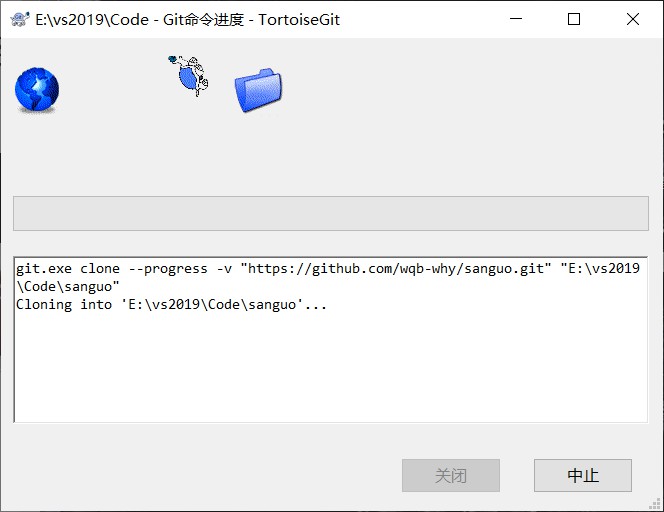 E:\vs2019\Code - Git命令进度 - TortoiseGit
git.exe clone --progress -v "https://github.com/wqb-why/sanguo.git" "E:\vs2019
\Code\sanguo"
Cloning into 'E:\vs2019\Code\sanguo'...
关闭
中止